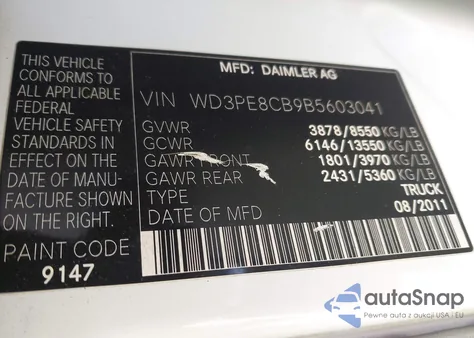 THIS VEHICLE
CONFORMS TO
ALL APPLICABLE
FEDERAL MOTOR
VEHICLE SAFETY
STANDARDS IN
EFFECT ON THE
DATE OF MANU-
FACTURE SHOWN
ON THE RIGHT.
PAINT CODE
9147
MFD: DAIMLER AG
VIN WD3PE8CB9B5603041
GVWR 3878/8550 KG/LB
GCWR 6146/13550 KG/LB
GAWR FRONT 1801/3970 KG/LB
GAWR REAR 2431/5360 KG/LB
TYPE TRUCK
DATE OF MFD 08/2011
autoSnap
Pewne auta z aukcji USA i EU